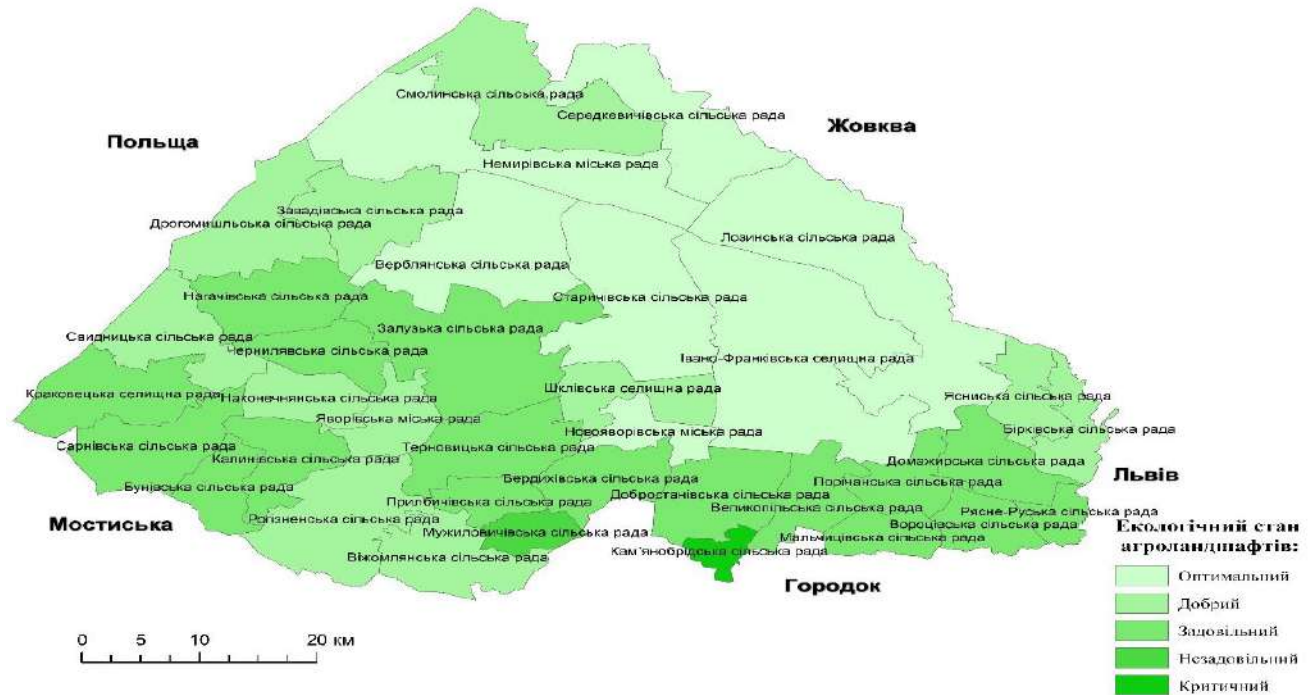 Смолинська сільська рада
Середкевичівська сільська рада
Жовква
Польща
Немирівська міська рада
Завадівська сільська рада
Дрогомишльська сільська рада
Лозинська сільська рада
Верблянська сільська рада
Нагачівська сільська рада
Старичівська сільська рада
Залузька сільська рада
Свидницька сільська рада
Чернилявська сільська рада
Івано-Франківська селищна рада
Краковецька селищна рада
Наконечнянська сільська рада
Шклівська селищна рада
Ясниська сільська рада
Яворівська міська рада
Новояворівська міська рада
Бірківська сільська рада
Сарнівська сільська рада
Терновицька сільська рада
Калинівська сільська рада
Домажирська сільська рада
Львів
Бердихівська сільська рада
Порічанська сільська рада
Бунівська сільська рада
Добростанівська сільська рада
Прилбичівська сільська рада
Великопільська сільська рада
Рясне-Руська сільська рада
Мостиська
Рогізненська сільська рада
Мужиловичівська сільська рада
Вороцівська сільська рада
Мальчицівська сільська рада
Кам'янобрідська сільська рада
Віжомлянська сільська рада
Городок
0 5 10 20 км
Екологічний стан
агроландшафтів:
Оптимальний
Добрий
Задовільний
Незадовільний
Критичний